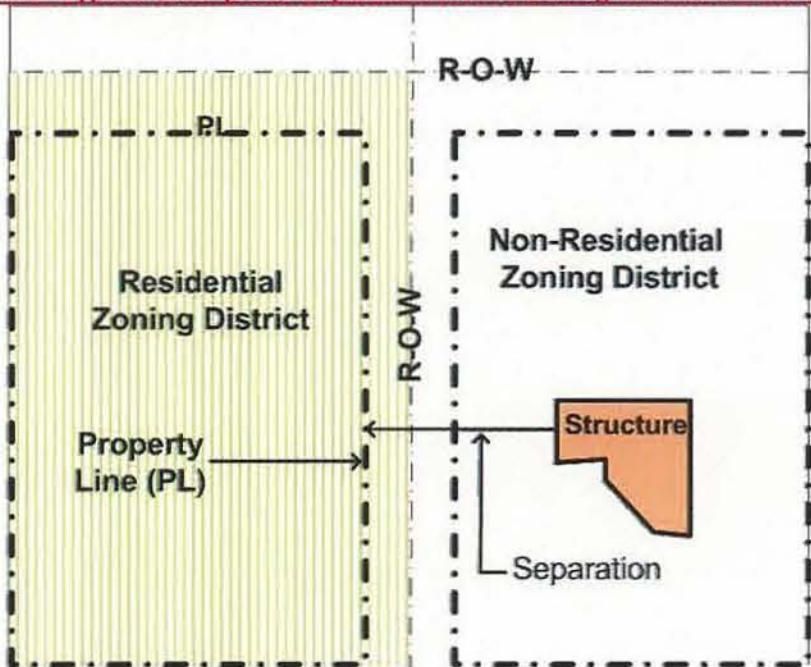 R-O-W
PL
Non-Residential
Zoning District
Residential
Zoning District
R-O-W
Structure
Property
Line (PL)
Separation